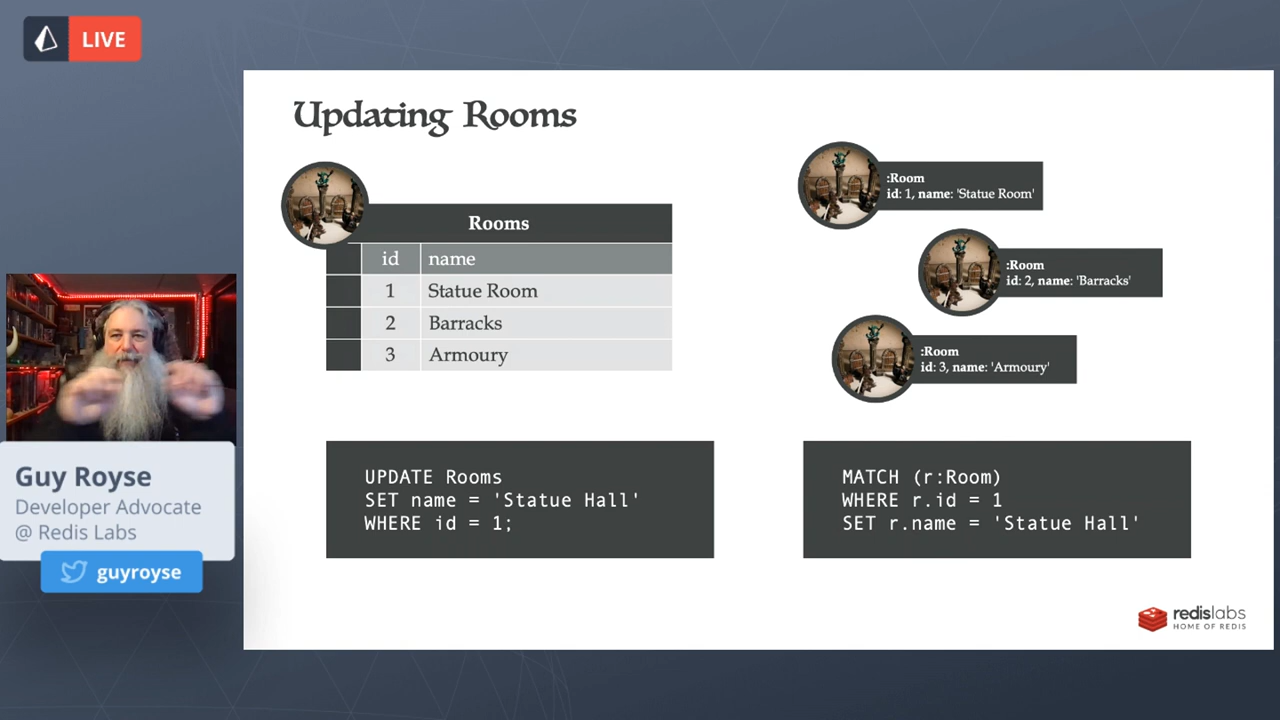 LIVE
Updating Rooms
Rooms
id name
1 Statue Room
2 Barracks
3 Armoury
:Room
id: 1, name: 'Statue Room'
:Room
id: 2, name: 'Barracks'
:Room
id: 3, name: 'Armoury'
UPDATE Rooms
SET name = 'Statue Hall'
WHERE id = 1;
MATCH (r:Room)
WHERE r.id = 1
SET r.name = 'Statue Hall'
Guy Royse
Developer Advocate
@ Redis Labs
guyroyse
redislabs
HOME OF REDIS